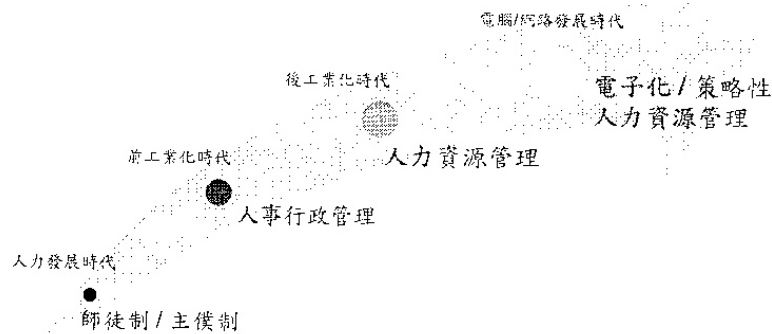 電腦/網路發展時代
電子化 / 策略性
人力資源管理
後工業化時代
人力資源管理
前工業化時代
人事行政管理
人力發展時代
師徒制 / 主僕制